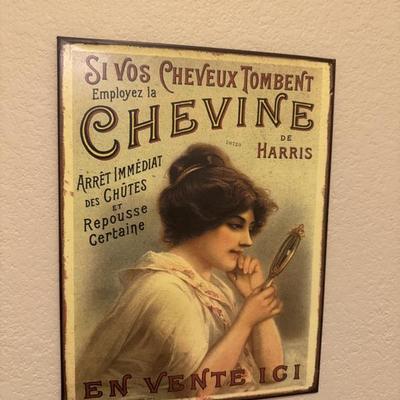 SI VOS CHEVEUX TOMBENT
Employez la
CHEVINE
DE
HARRIS
ARRÊT IMMÉDIAT
DES CHÛTES
ET
Repousse
Certaine
EN VENTE ICI